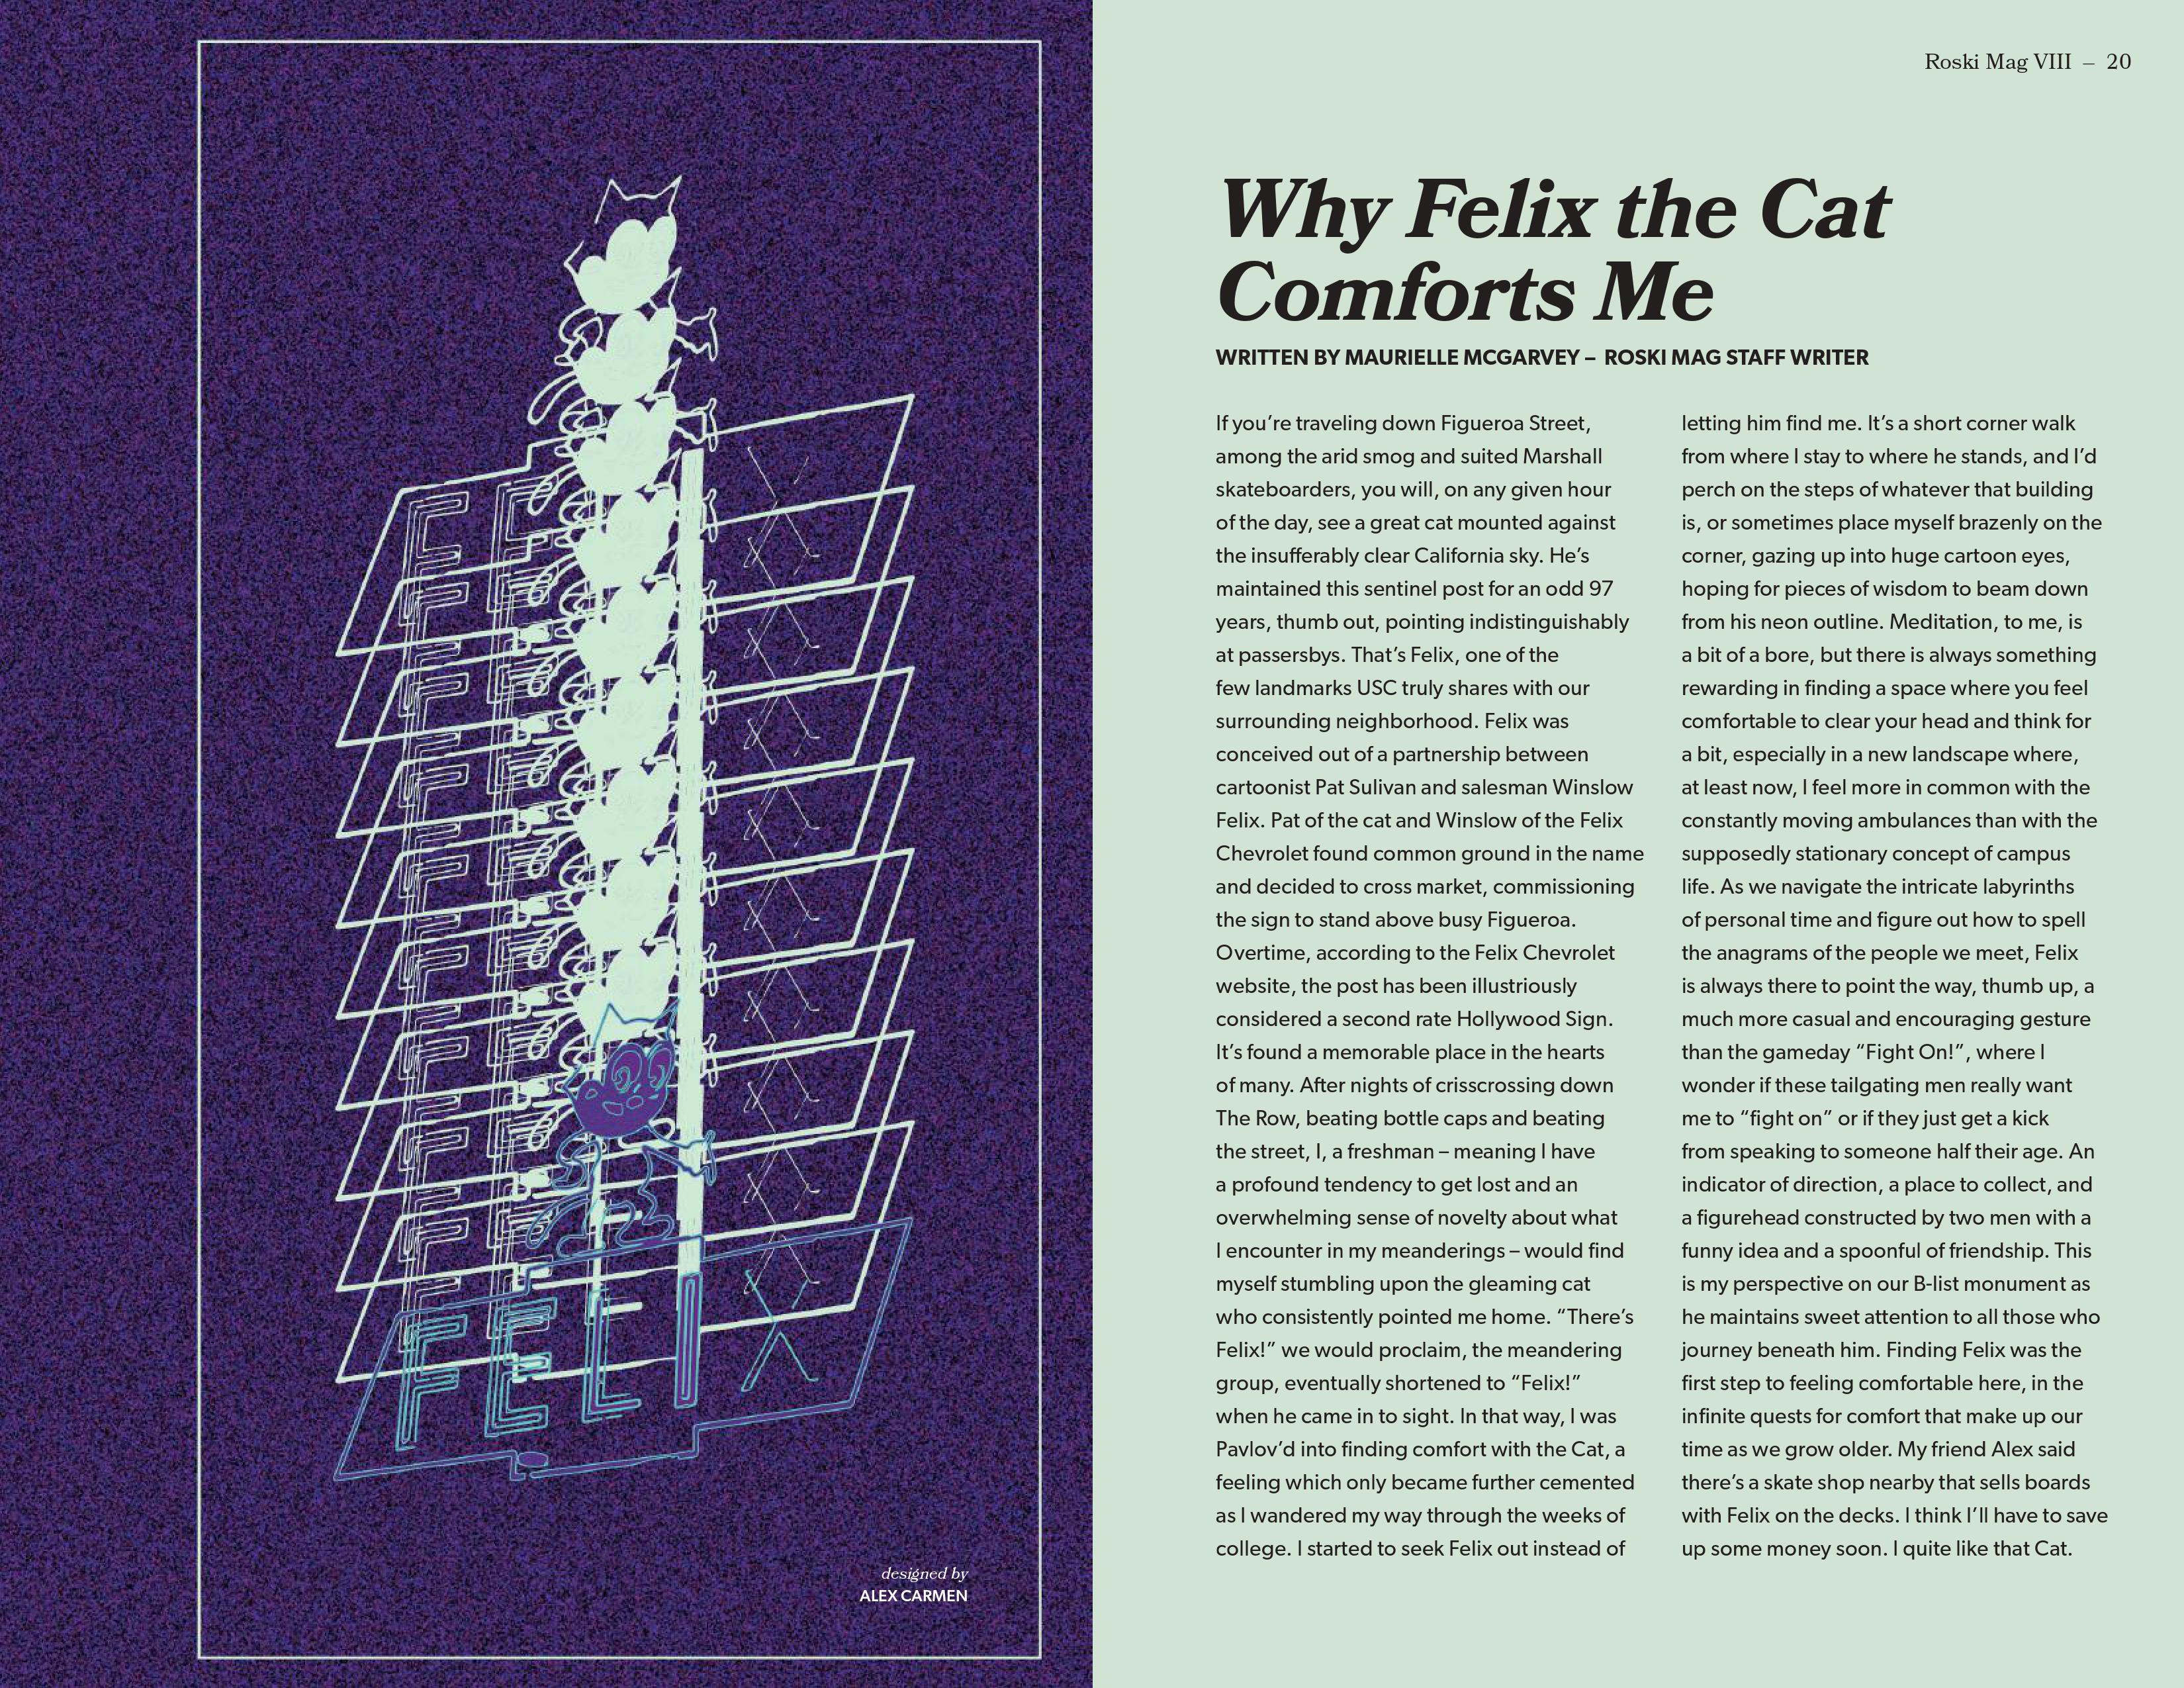 FELIX
designed by
ALEX CARMEN
Roski Mag VIII – 20
Why Felix the Cat
Comforts Me
WRITTEN BY MAURIELLE MCGARVEY – ROSKI MAG STAFF WRITER
If you’re traveling down Figueroa Street,
among the arid smog and suited Marshall
skateboarders, you will, on any given hour
of the day, see a great cat mounted against
the insufferably clear California sky. He’s
maintained this sentinel post for an odd 97
years, thumb out, pointing indistinguishably
at passersbys. That’s Felix, one of the
few landmarks USC truly shares with our
surrounding neighborhood. Felix was
conceived out of a partnership between
cartoonist Pat Sulivan and salesman Winslow
Felix. Pat of the cat and Winslow of the Felix
Chevrolet found common ground in the name
and decided to cross market, commissioning
the sign to stand above busy Figueroa.
Overtime, according to the Felix Chevrolet
website, the post has been illustriously
considered a second rate Hollywood Sign.
It’s found a memorable place in the hearts
of many. After nights of crisscrossing down
The Row, beating bottle caps and beating
the street, I, a freshman – meaning I have
a profound tendency to get lost and an
overwhelming sense of novelty about what
I encounter in my meanderings – would find
myself stumbling upon the gleaming cat
who consistently pointed me home. “There’s
Felix!” we would proclaim, the meandering
group, eventually shortened to “Felix!”
when he came in to sight. In that way, I was
Pavlov’d into finding comfort with the Cat, a
feeling which only became further cemented
as I wandered my way through the weeks of
college. I started to seek Felix out instead of
letting him find me. It’s a short corner walk
from where I stay to where he stands, and I’d
perch on the steps of whatever that building
is, or sometimes place myself brazenly on the
corner, gazing up into huge cartoon eyes,
hoping for pieces of wisdom to beam down
from his neon outline. Meditation, to me, is
a bit of a bore, but there is always something
rewarding in finding a space where you feel
comfortable to clear your head and think for
a bit, especially in a new landscape where,
at least now, I feel more in common with the
constantly moving ambulances than with the
supposedly stationary concept of campus
life. As we navigate the intricate labyrinths
of personal time and figure out how to spell
the anagrams of the people we meet, Felix
is always there to point the way, thumb up, a
much more casual and encouraging gesture
than the gameday “Fight On!”, where I
wonder if these tailgating men really want
me to “fight on” or if they just get a kick
from speaking to someone half their age. An
indicator of direction, a place to collect, and
a figurehead constructed by two men with a
funny idea and a spoonful of friendship. This
is my perspective on our B-list monument as
he maintains sweet attention to all those who
journey beneath him. Finding Felix was the
first step to feeling comfortable here, in the
infinite quests for comfort that make up our
time as we grow older. My friend Alex said
there’s a skate shop nearby that sells boards
with Felix on the decks. I think I’ll have to save
up some money soon. I quite like that Cat.